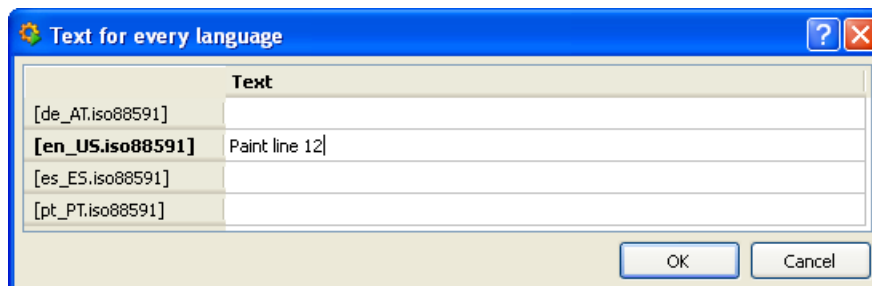 Text for every language
Text
[de_AT.iso88591]
[en_US.iso88591] Paint line 12
[es_ES.iso88591]
[pt_PT.iso88591]
OK Cancel